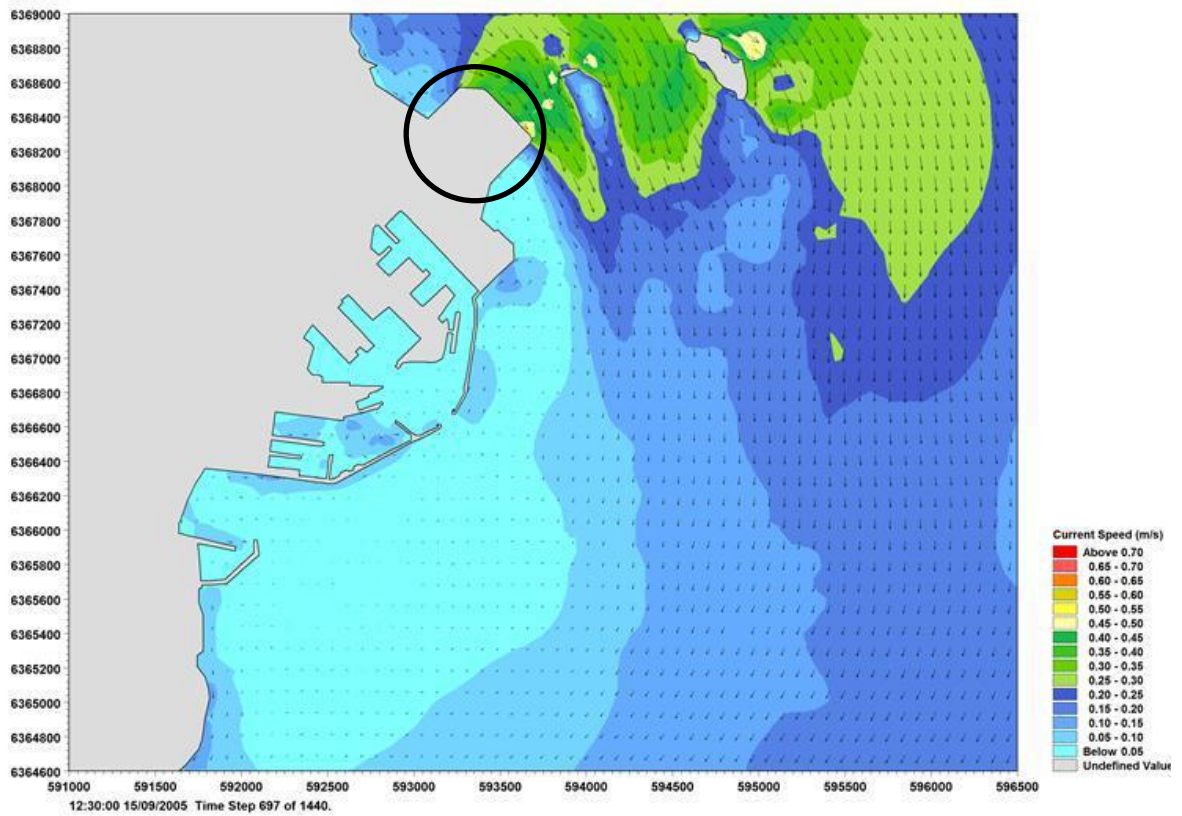 6369000
6368800
6368600
6368400
6368200
6368000
6367800
6367600
6367400
6367200
6367000
6366800
6366600
6366400
6366200
6366000
6365800
6365600
6365400
6365200
6365000
6364800
6364600
591000 591500 592000 592500 593000 593500 594000 594500 595000 595500 596000 596500
12:30:00 15/09/2005 Time Step 697 of 1440.
Current Speed (m/s)
Above 0.70
0.65 - 0.70
0.60 - 0.65
0.55 - 0.60
0.50 - 0.55
0.45 - 0.50
0.40 - 0.45
0.35 - 0.40
0.30 - 0.35
0.25 - 0.30
0.20 - 0.25
0.15 - 0.20
0.10 - 0.15
0.05 - 0.10
Below 0.05
Undefined Value